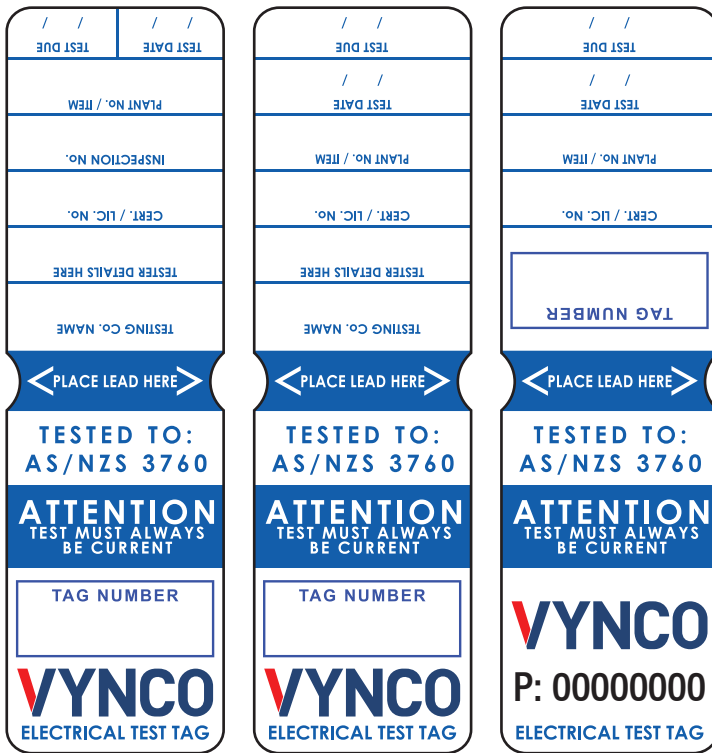 / / / /
TEST DUE TEST DATE
PLANT No. / ITEM
INSPECTION No.
CERT. / LIC. No.
TESTER DETAILS HERE
TESTING Co. NAME
<PLACE LEAD HERE>
TESTED TO:
AS/NZS 3760
ATTENTION
TEST MUST ALWAYS
BE CURRENT
TAG NUMBER
VYNCO
ELECTRICAL TEST TAG
/ /
TEST DUE
/ /
TEST DATE
PLANT No. / ITEM
CERT. / LIC. No.
TESTER DETAILS HERE
TESTING Co. NAME
<PLACE LEAD HERE>
TESTED TO:
AS/NZS 3760
ATTENTION
TEST MUST ALWAYS
BE CURRENT
TAG NUMBER
VYNCO
ELECTRICAL TEST TAG
/ /
TEST DUE
/ /
TEST DATE
PLANT No. / ITEM
CERT. / LIC. No.
TAG NUMBER
<PLACE LEAD HERE>
TESTED TO:
AS/NZS 3760
ATTENTION
TEST MUST ALWAYS
BE CURRENT
VYNCO
P: 00000000
ELECTRICAL TEST TAG